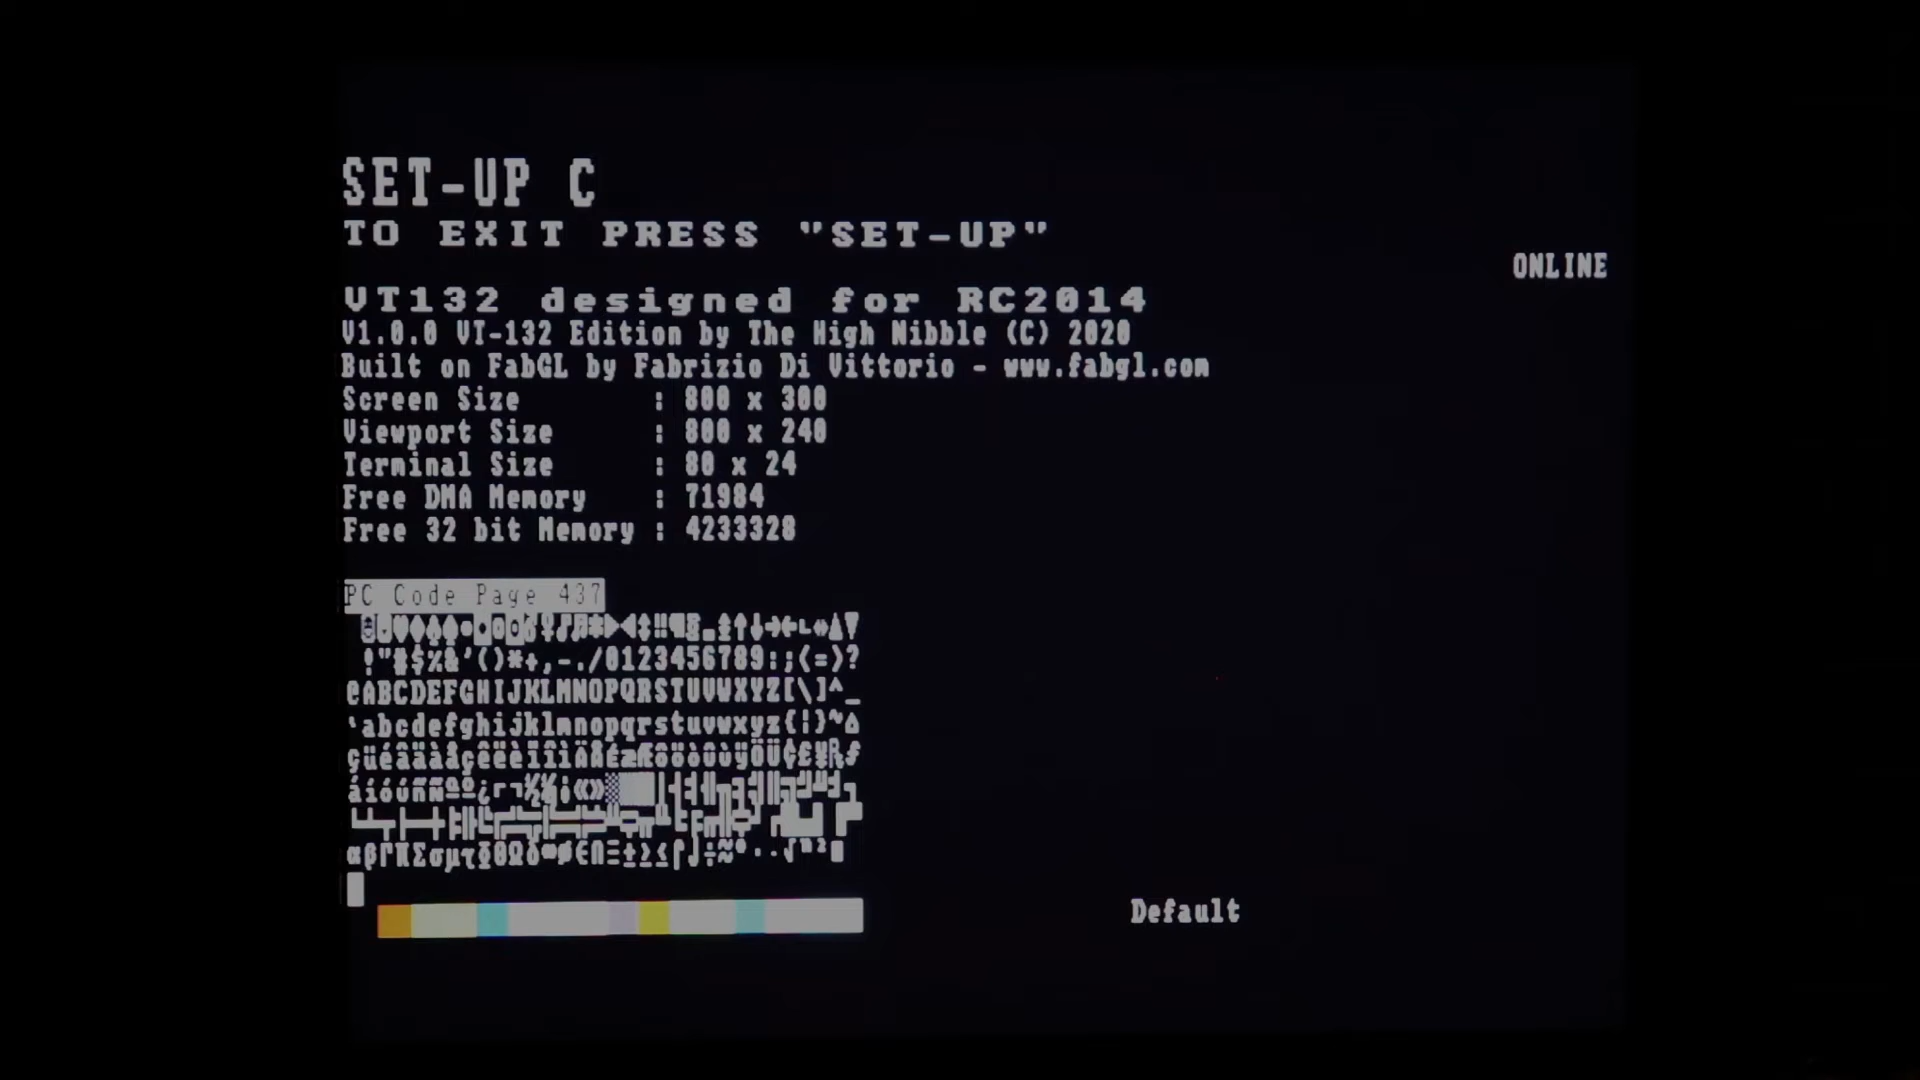 SET-UP C
TO EXIT PRESS "SET-UP"
ONLINE
VT132 designed for RC2014
V1.0.0 VT-132 Edition by The High Nibble (C) 2020
Built on FabGL by Fabrizio Di Vittorio - www.fabgl.com
Screen Size : 800 x 300
Viewport Size : 800 x 240
Terminal Size : 80 x 24
Free DMA Memory : 71984
Free 32 bit Memory : 4233328
PC Code Page 437
!"#$%&'()*+,-./0123456789:;<=>?
@ABCDEFGHIJKLMNOPQRSTUVWXYZ[\]^_
`abcdefghijklmnopqrstuvwxyz{¦}~⌂
Default